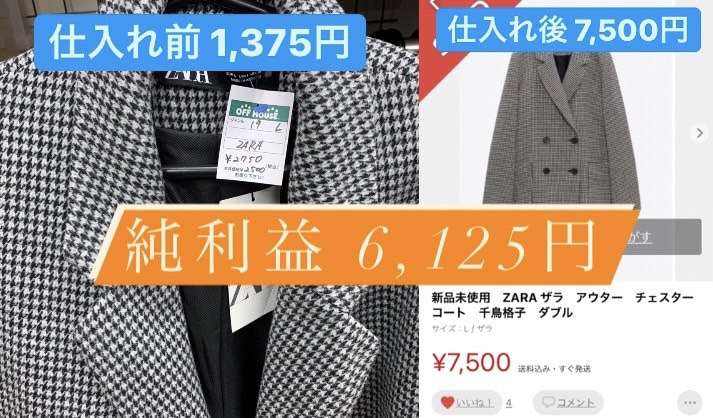 仕入れ前 1,375円
仕入れ後 7,500円
ZARA
OFF HOUSE
19 L
ZARA
¥2750
2500
純利益 6,125円
がす
新品未使用 ZARA ザラ アウター チェスター
コート 千鳥格子 ダブル
サイズ：L / ザラ
¥7,500 送料込み・すぐ発送
いいね！ 4
コメント